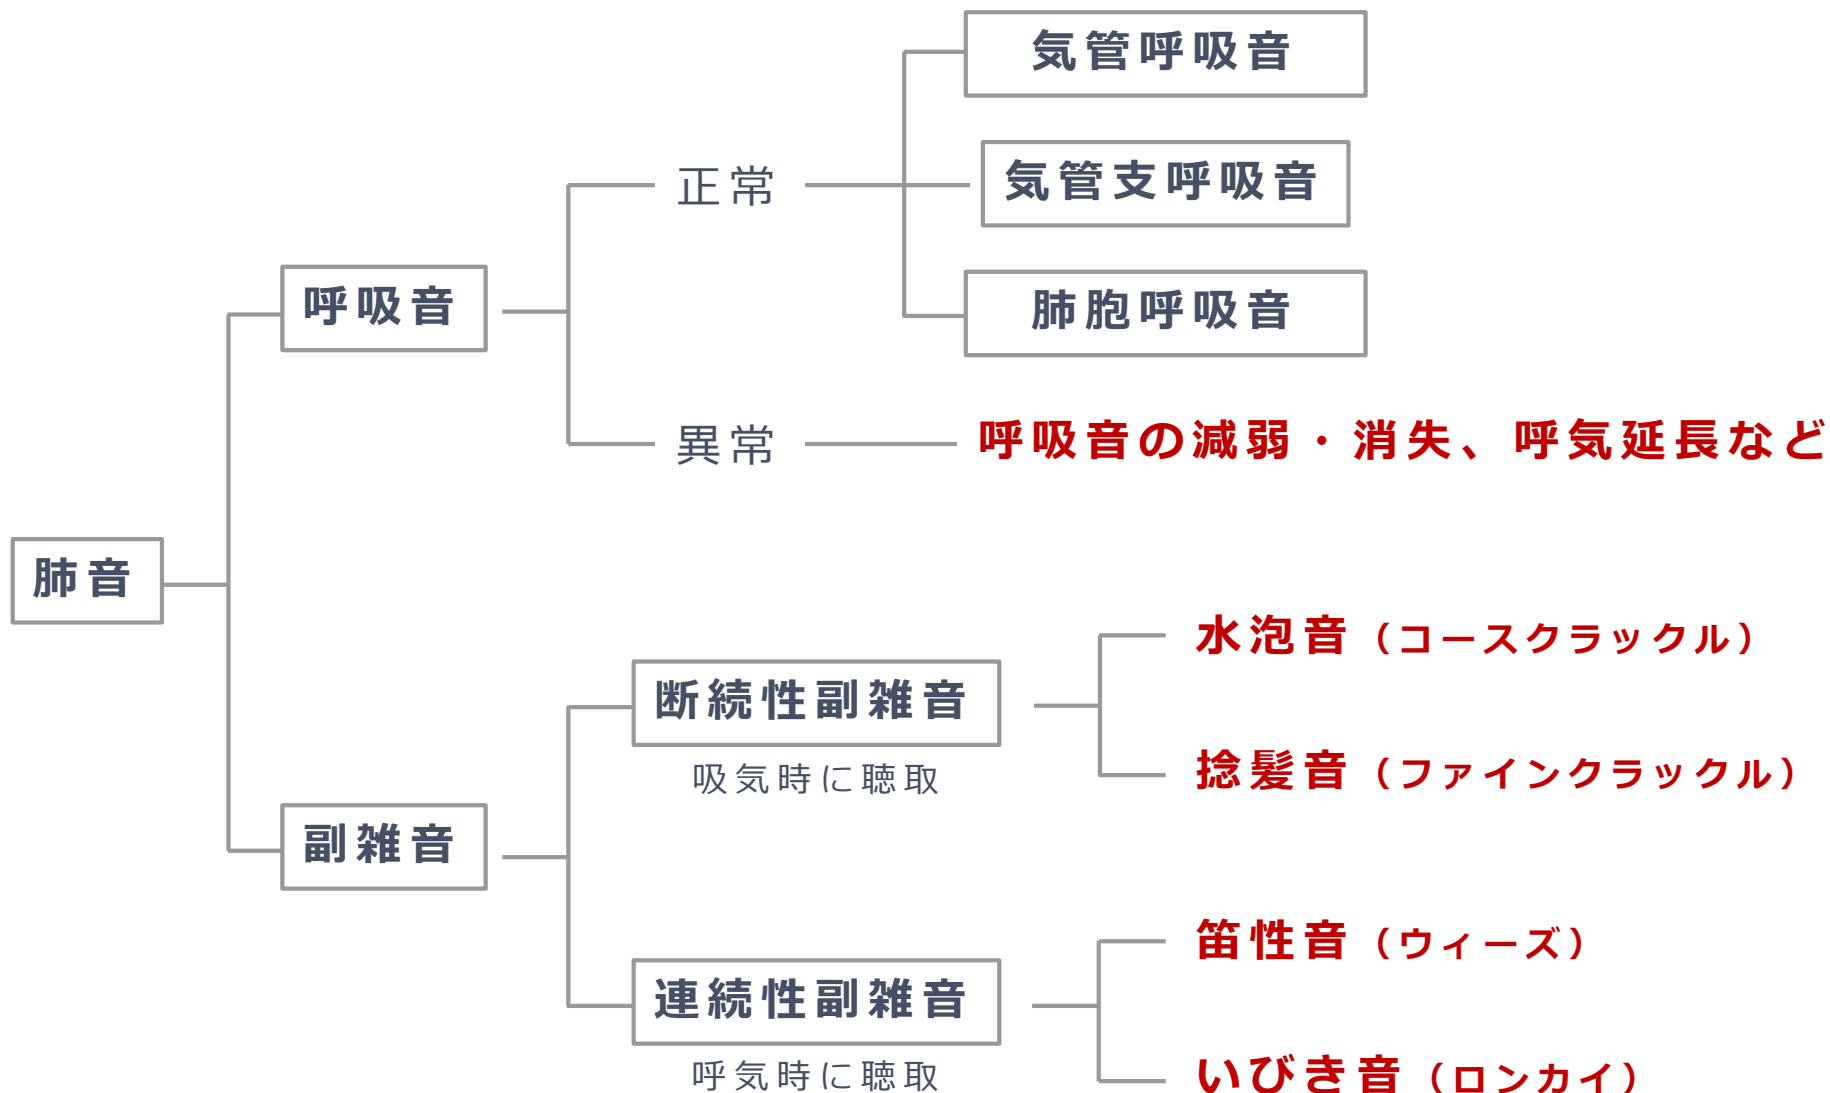 気管呼吸音
正常
気管支呼吸音
呼吸音
肺胞呼吸音
異常
呼吸音の減弱・消失、呼気延長など
肺音
水泡音（コースクラックル）
断続性副雑音
吸気時に聴取
捻髪音（ファインクラックル）
副雑音
笛性音（ウィーズ）
連続性副雑音
呼気時に聴取
いびき音（ロンカイ）